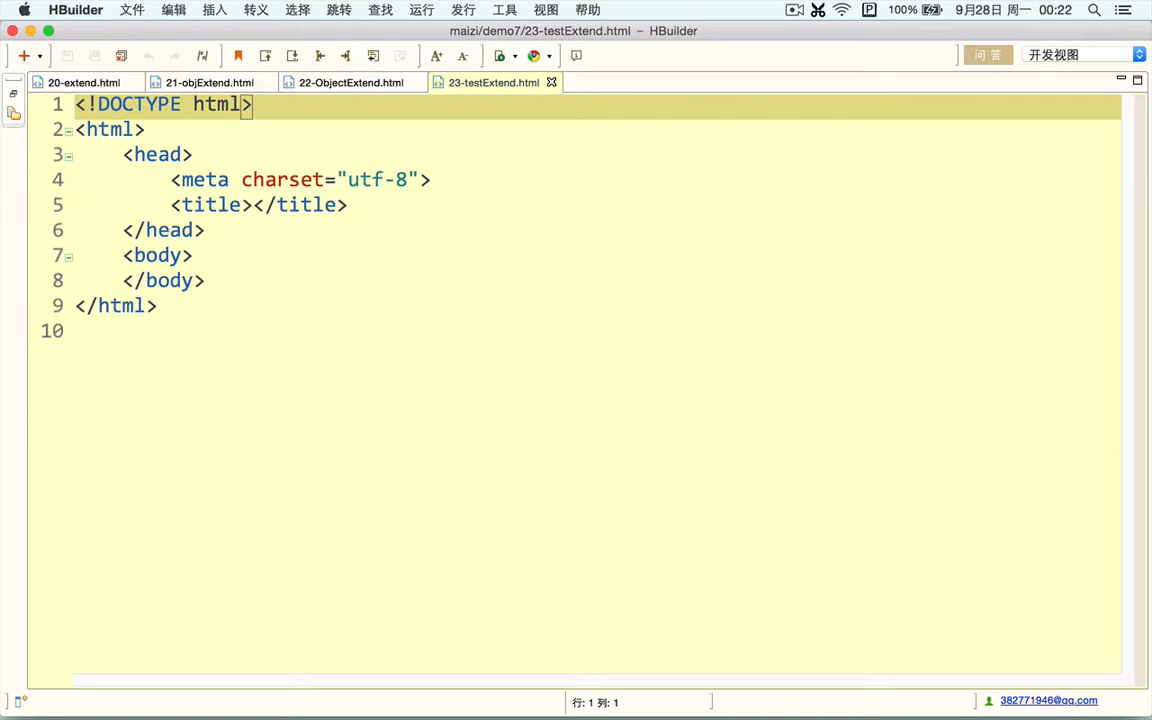 HBuilder 文件 编辑 插入 转义 选择 跳转 查找 运行 发行 工具 视图 帮助 P 100% 9月28日 周一 00:22
maizi/demo7/23-testExtend.html – HBuilder
A+ A- 问 答 开发视图
20-extend.html 21-objExtend.html 22-ObjectExtend.html 23-testExtend.html
1 <!DOCTYPE html>
2 <html>
3 <head>
4 <meta charset="utf-8">
5 <title></title>
6 </head>
7 <body>
8 </body>
9 </html>
10
行: 1 列: 1 382771946@qq.com